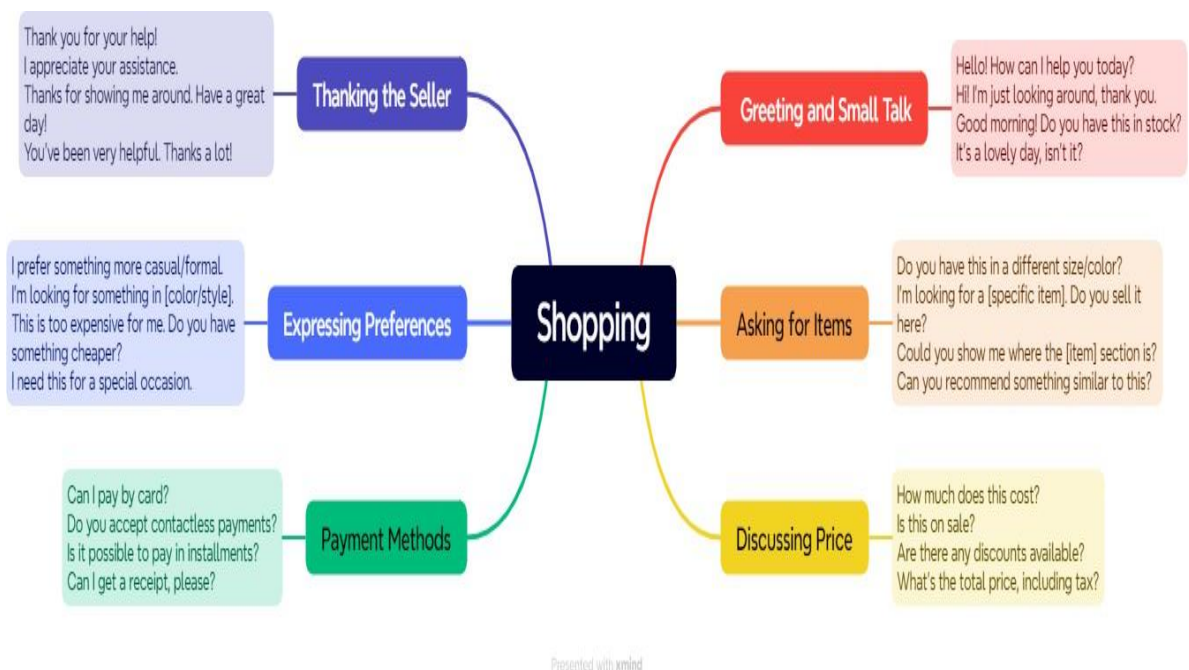 Thank you for your help!
I appreciate your assistance.
Thanks for showing me around. Have a great
day!
You've been very helpful. Thanks a lot!
Thanking the Seller
Greeting and Small Talk
Hello! How can I help you today?
Hi! I'm just looking around, thank you.
Good morning! Do you have this in stock?
It's a lovely day, isn't it?
I prefer something more casual/formal.
I'm looking for something in [color/style].
This is too expensive for me. Do you have
something cheaper?
I need this for a special occasion.
Expressing Preferences
Shopping
Asking for Items
Do you have this in a different size/color?
I'm looking for a [specific item]. Do you sell it
here?
Could you show me where the [item] section is?
Can you recommend something similar to this?
Can I pay by card?
Do you accept contactless payments?
Is it possible to pay in installments?
Can I get a receipt, please?
Payment Methods
Discussing Price
How much does this cost?
Is this on sale?
Are there any discounts available?
What's the total price, including tax?
Presented with xmind